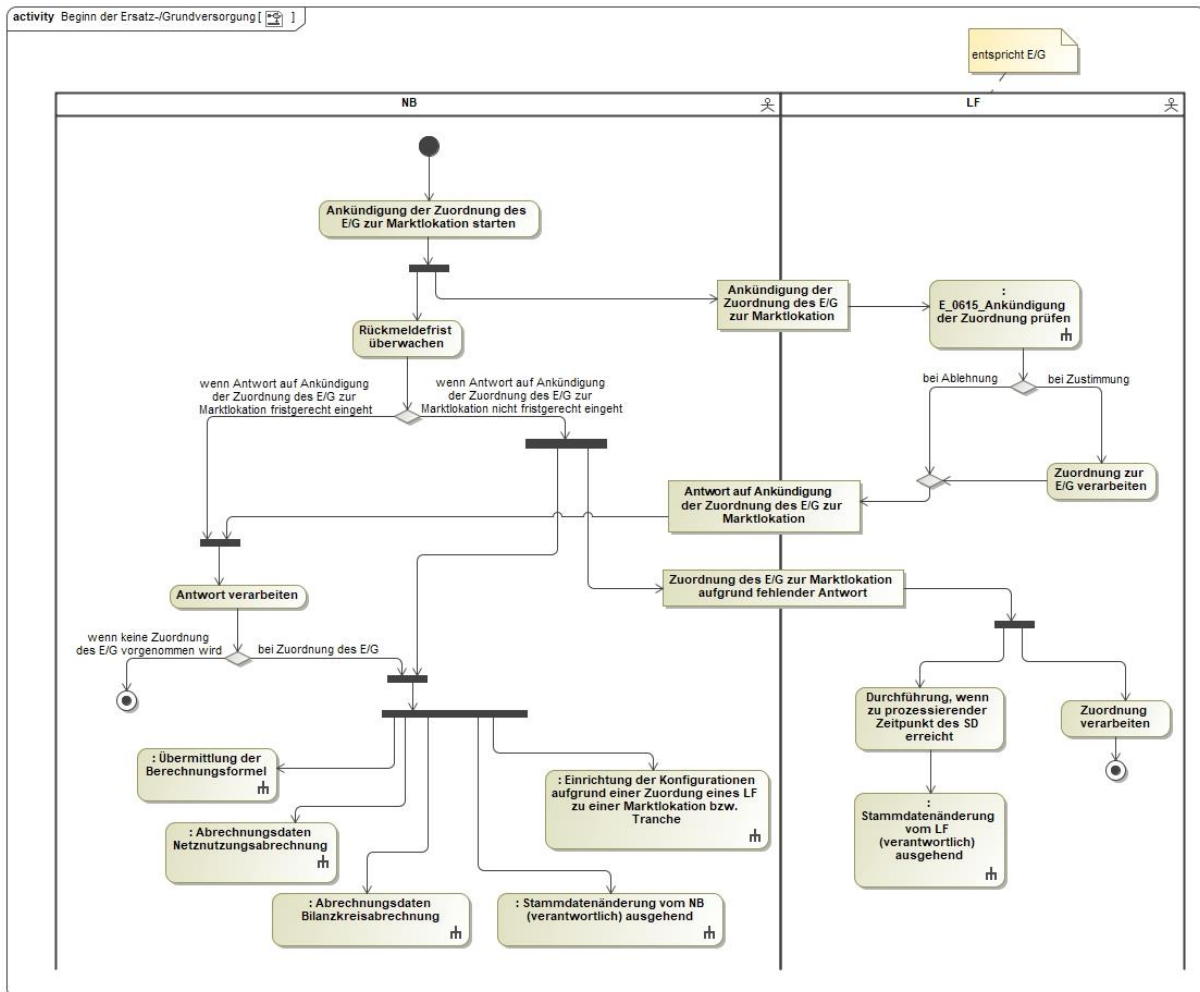 activity Beginn der Ersatz-/Grundversorgung [ ]
entspricht E/G
NB
LF
Ankündigung der Zuordnung des
E/G zur Marktlokation starten
Ankündigung der
Zuordnung des E/G
zur Marktlokation
:
E_0615_Ankündigung
der Zuordnung prüfen
Rückmeldefrist
überwachen
wenn Antwort auf Ankündigung
der Zuordnung des E/G zur
Marktlokation fristgerecht eingeht
wenn Antwort auf Ankündigung
der Zuordnung des E/G zur
Marktlokation nicht fristgerecht eingeht
bei Ablehnung
bei Zustimmung
Zuordnung zur
E/G verarbeiten
Antwort auf Ankündigung
der Zuordnung des E/G zur
Marktlokation
Zuordnung des E/G zur Marktlokation
aufgrund fehlender Antwort
Antwort verarbeiten
wenn keine Zuordnung
des E/G vorgenommen wird
bei Zuordnung des E/G
Durchführung, wenn
zu prozessierender
Zeitpunkt des SD
erreicht
Zuordnung
verarbeiten
: Übermittlung der
Berechnungsformel
: Einrichtung der Konfigurationen
aufgrund einer Zuordung eines LF
zu einer Marktlokation bzw.
Tranche
:
Stammdatenänderung
vom LF
(verantwortlich)
ausgehend
: Abrechnungsdaten
Netznutzungsabrechnung
: Abrechnungsdaten
Bilanzkreisabrechnung
: Stammdatenänderung vom NB
(verantwortlich) ausgehend